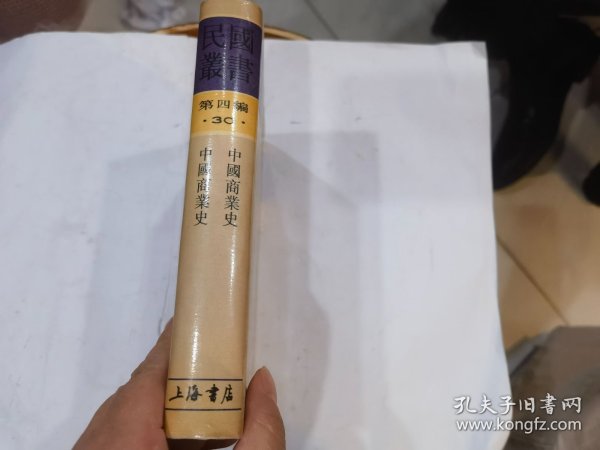 民國
叢書
第四編
·30·
中國商業史
中國商業史
上海书店
孔夫子旧书网
www.kongfz.com